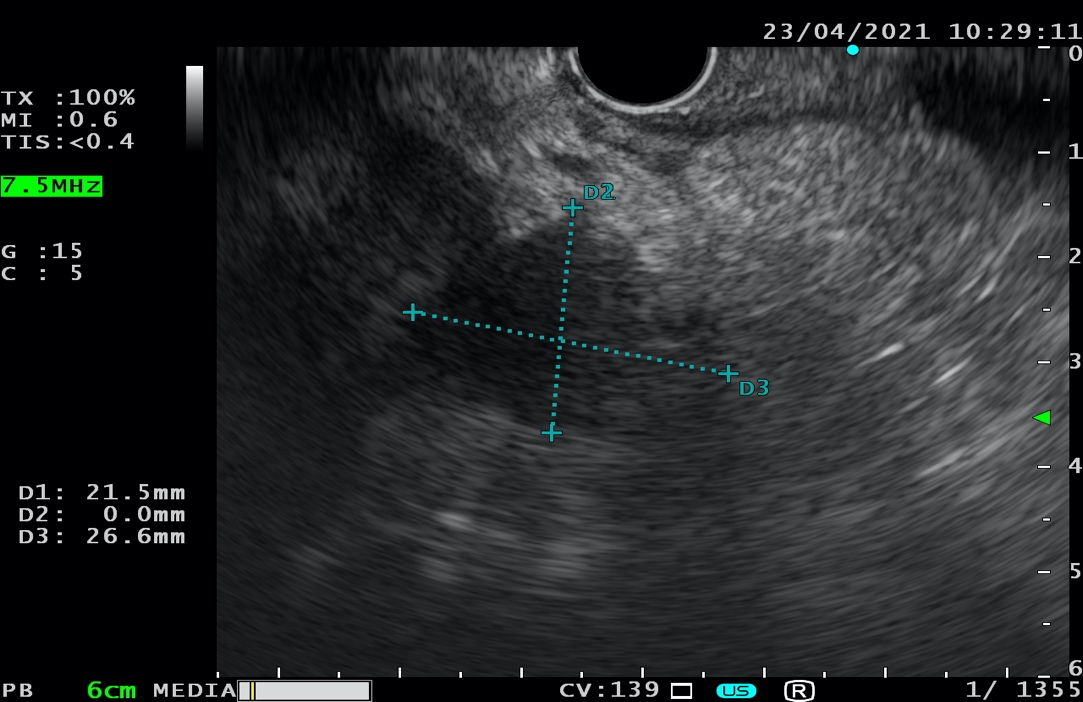 23/04/2021 10:29:11
TX :100%
MI :0.6
TIS:<0.4
7.5MHz
G :15
C : 5
D2
D3
D1: 21.5mm
D2: 0.0mm
D3: 26.6mm
0
1
2
3
4
5
6
PB 6cm MEDIA CV:139 US R 1/ 1355